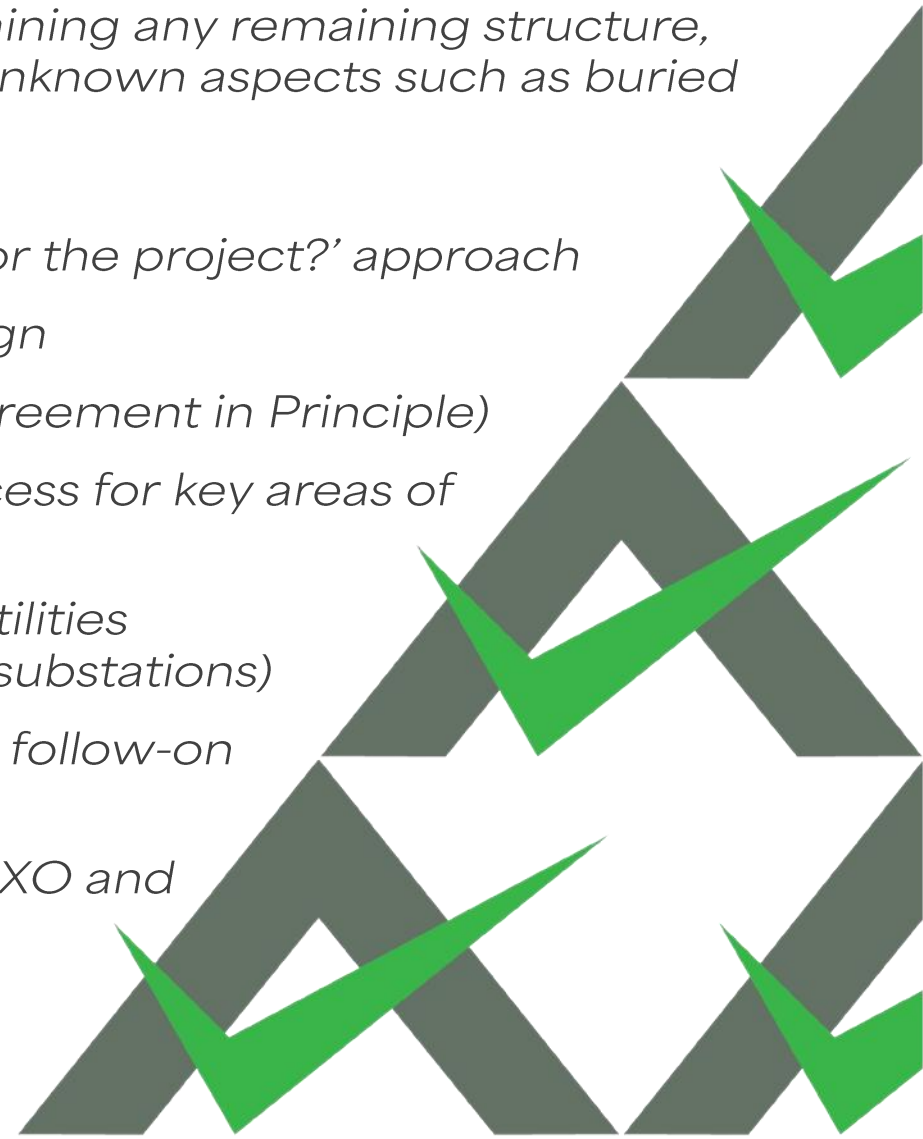 ining any remaining structure,
nknown aspects such as buried
or the project?’ approach
gn
reement in Principle)
cess for key areas of
tilities
substations)
follow-on
XO and